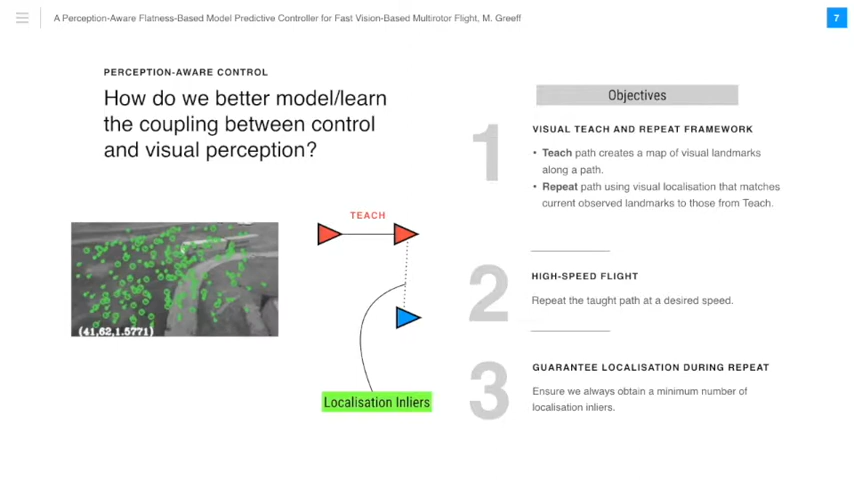 A Perception-Aware Flatness-Based Model Predictive Controller for Fast Vision-Based Multirotor Flight, M. Greeff
7
PERCEPTION-AWARE CONTROL
How do we better model/learn
the coupling between control
and visual perception?
TEACH
(41,62,1.5771)
Localisation Inliers
Objectives
1
VISUAL TEACH AND REPEAT FRAMEWORK
• Teach path creates a map of visual landmarks
along a path.
• Repeat path using visual localisation that matches
current observed landmarks to those from Teach.
2
HIGH-SPEED FLIGHT
Repeat the taught path at a desired speed.
3
GUARANTEE LOCALISATION DURING REPEAT
Ensure we always obtain a minimum number of
localisation inliers.